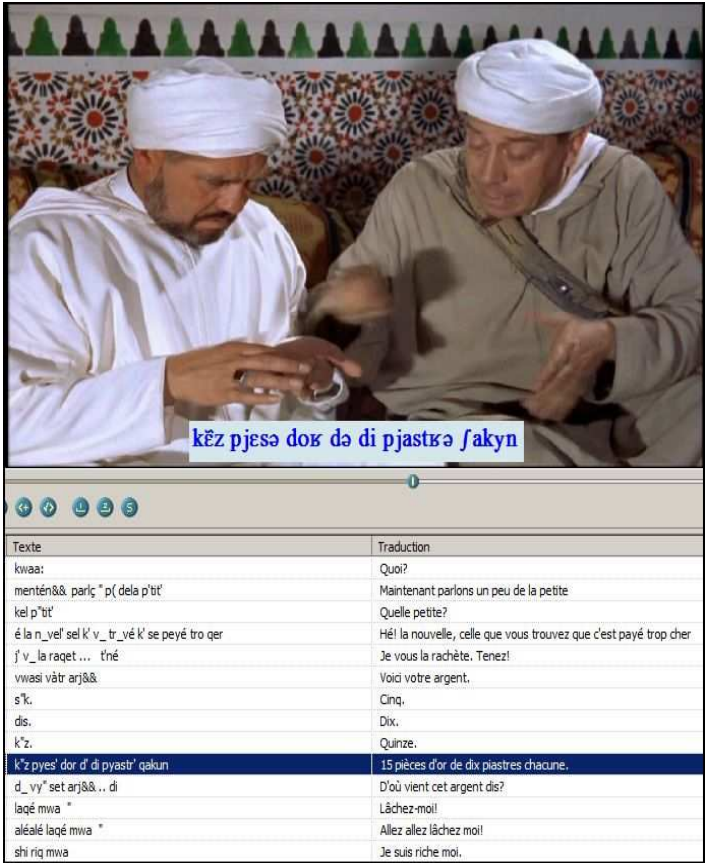 kɛ̃z pjɛsə doʁ də di pjastʁə ʃakyn
Texte Traduction
kwaa: Quoi?
mentén&& parlç " p( dela p'tit' Maintenant parlons un peu de la petite
kel p"tit' Quelle petite?
é la n_vel' sel k' v_ tr_vé k' se peyé tro qer Hé! la nouvelle, celle que vous trouvez que c'est payé trop cher
j' v_ la raqet ... t'né Je vous la rachète. Tenez!
vwasi vàtr arj&& Voici votre argent.
s"k. Cinq.
dis. Dix.
k"z. Quinze.
k"z pyes' dor d' di pyastr' qakun 15 pièces d'or de dix piastres chacune.
d_ vy" set arj&& .. di D'où vient cet argent dis?
laqé mwa " Lâchez-moi!
aléalé laqé mwa " Allez allez lâchez moi!
shi riq mwa Je suis riche moi.